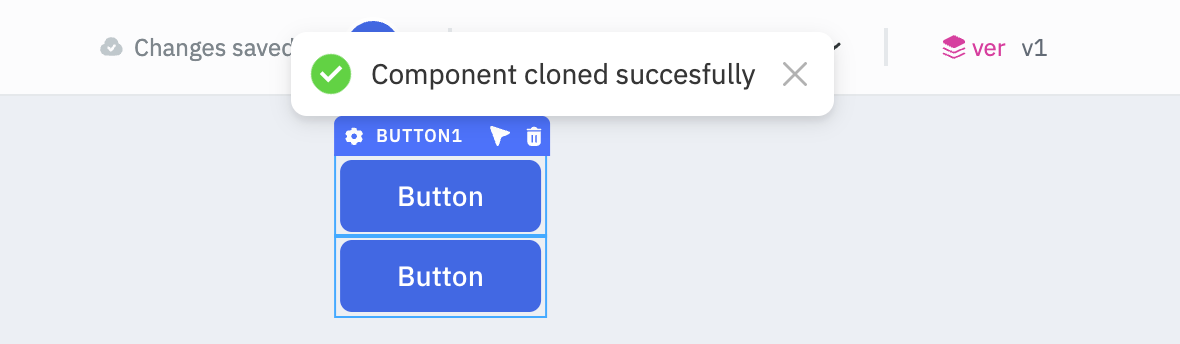 Changes saved
Component cloned succesfully
ver v1
BUTTON1
Button
Button